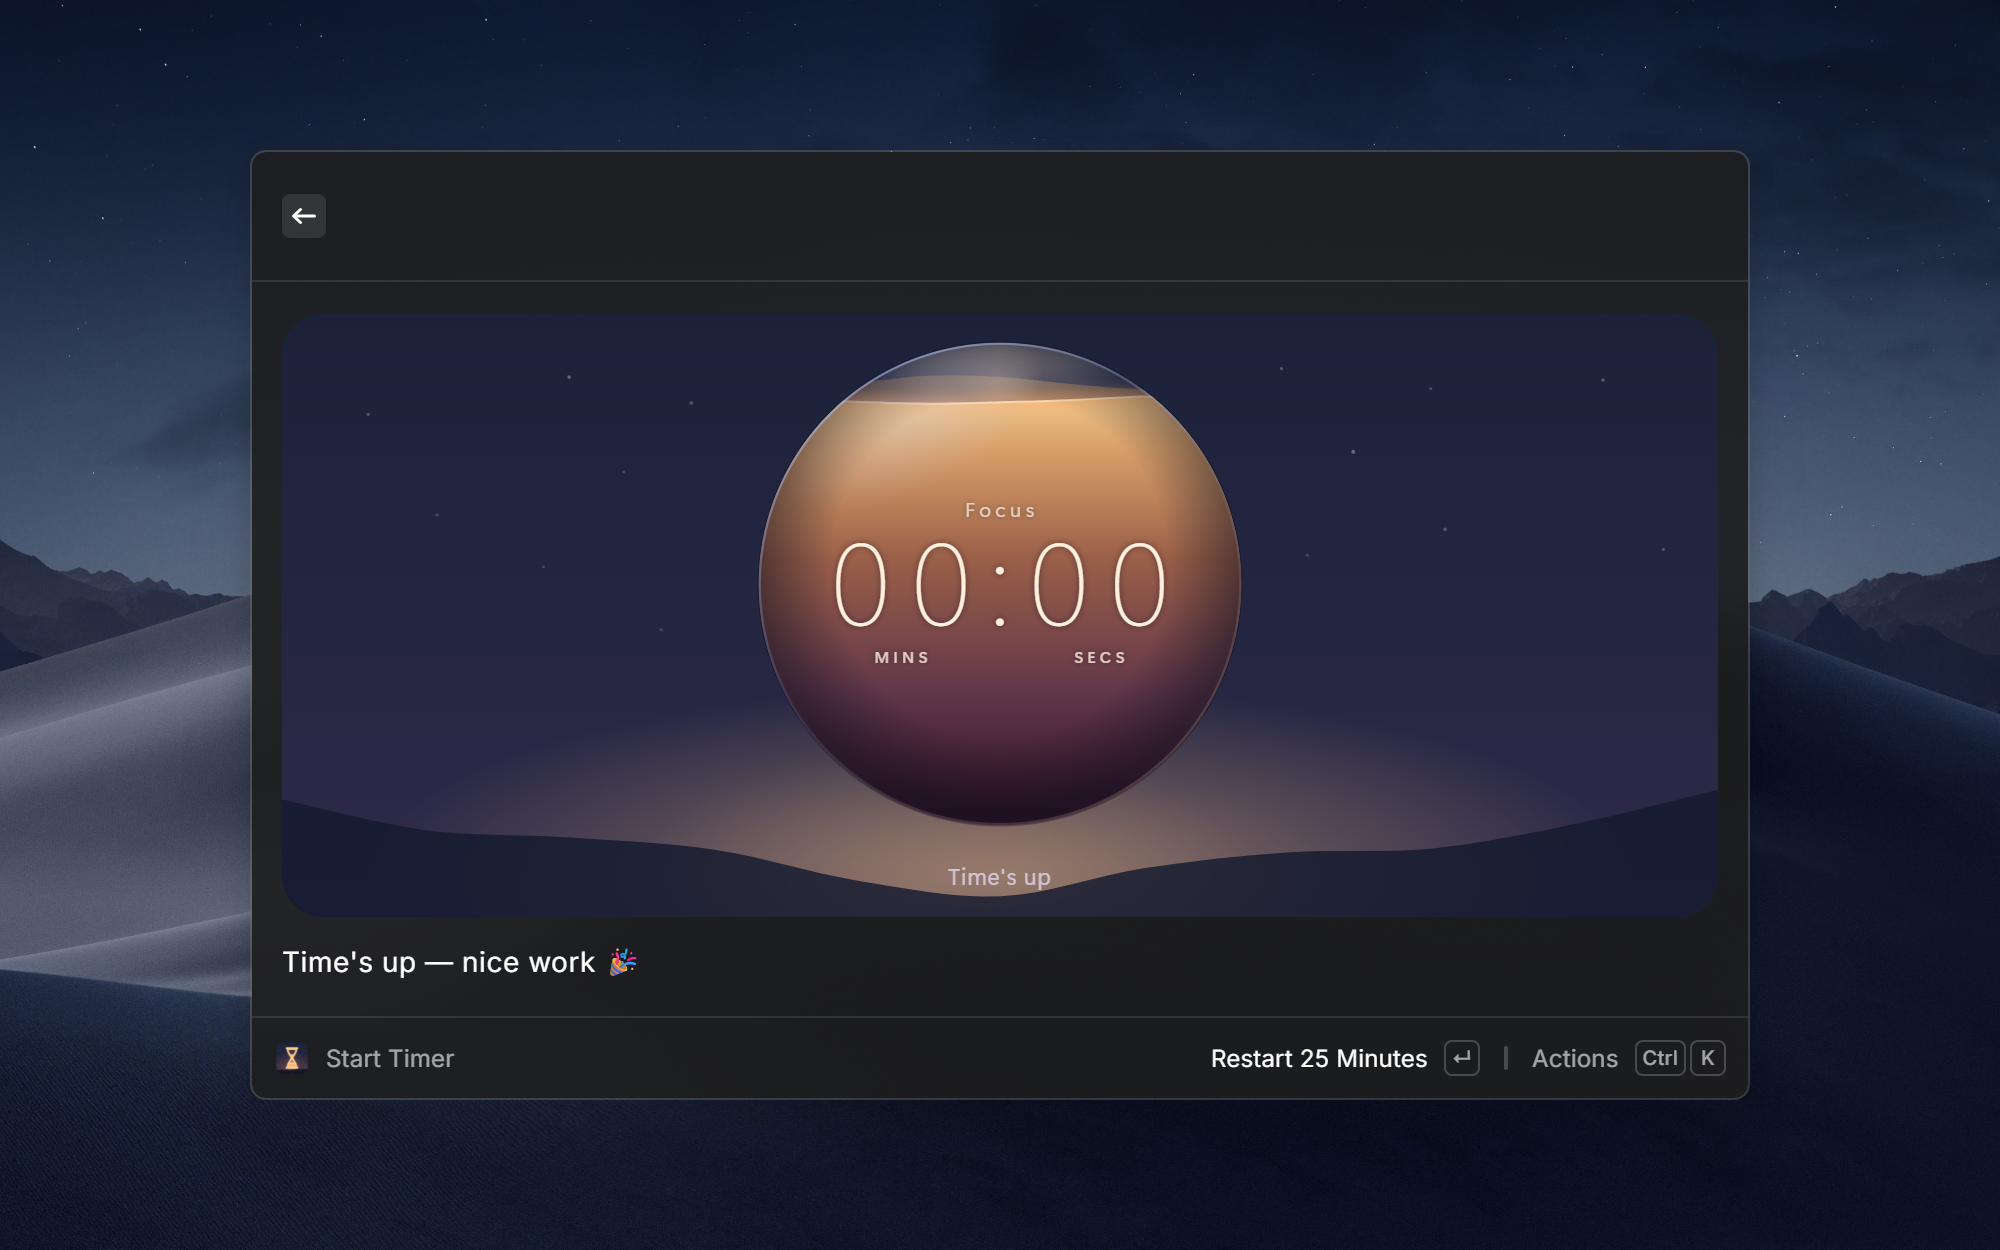 Focus
00:00
MINS SECS
Time's up
Time's up — nice work 🎉
Start Timer Restart 25 Minutes ↵ | Actions Ctrl K